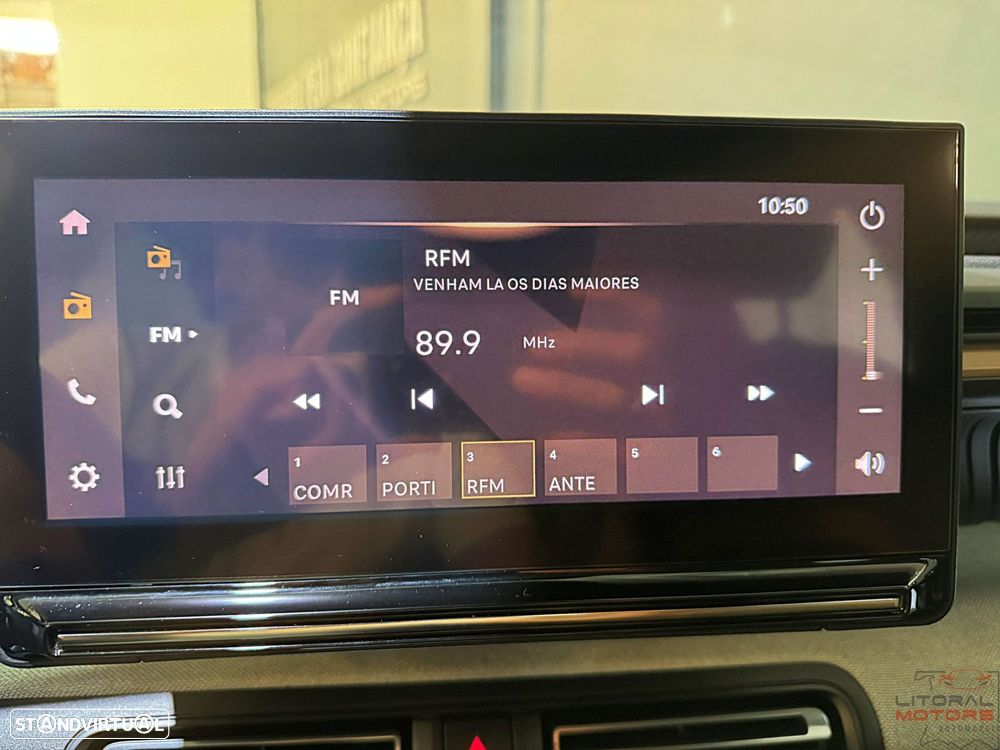 10:50
RFM
VENHAM LA OS DIAS MAIORES
FM
FM
89.9 MHz
1 COMR
2 PORTI
3 RFM
4 ANTE
5
6
STANDVIRTUAL
LITORAL
MOTORS